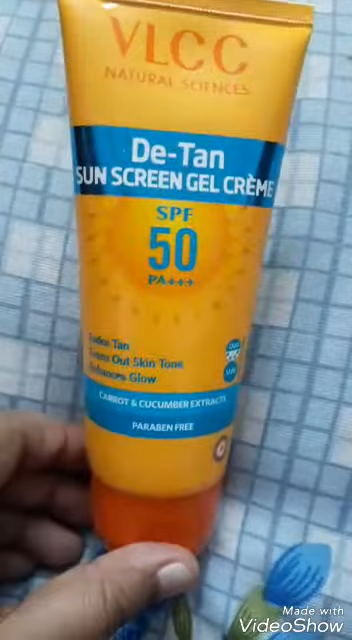 VLCC
NATURAL SCIENCES
De-Tan
SUN SCREEN GEL CRÈME
SPF
50
PA+++
Tan
Evens Out Skin Tone
Enhances Glow
CARROT & CUCUMBER EXTRACTS
PARABEN FREE
Made with
VideoShow